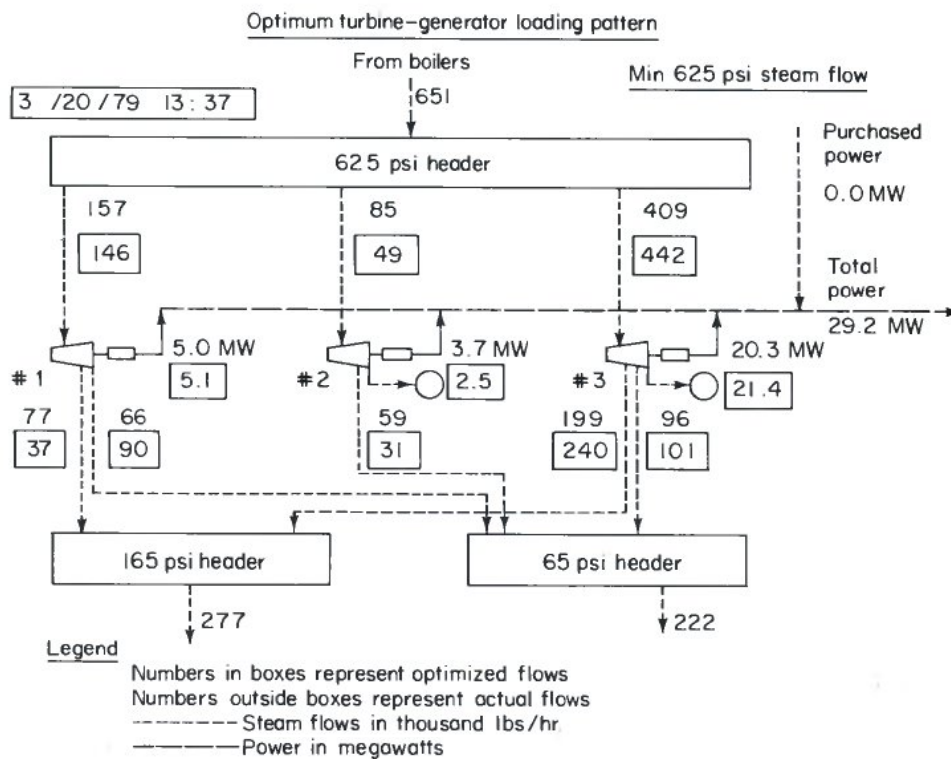 Optimum turbine-generator loading pattern
From boilers
Min 625 psi steam flow
3 /20/79 13:37
651
Purchased
power
0.0 MW
625 psi header
157
85
409
146
49
442
Total
power
29.2 MW
5.0 MW
3.7 MW
20.3 MW
#1
#2
#3
5.1
2.5
21.4
77
66
59
199
96
37
90
31
240
101
165 psi header
65 psi header
277
222
Legend
Numbers in boxes represent optimized flows
Numbers outside boxes represent actual flows
Steam flows in thousand lbs/hr.
Power in megawatts